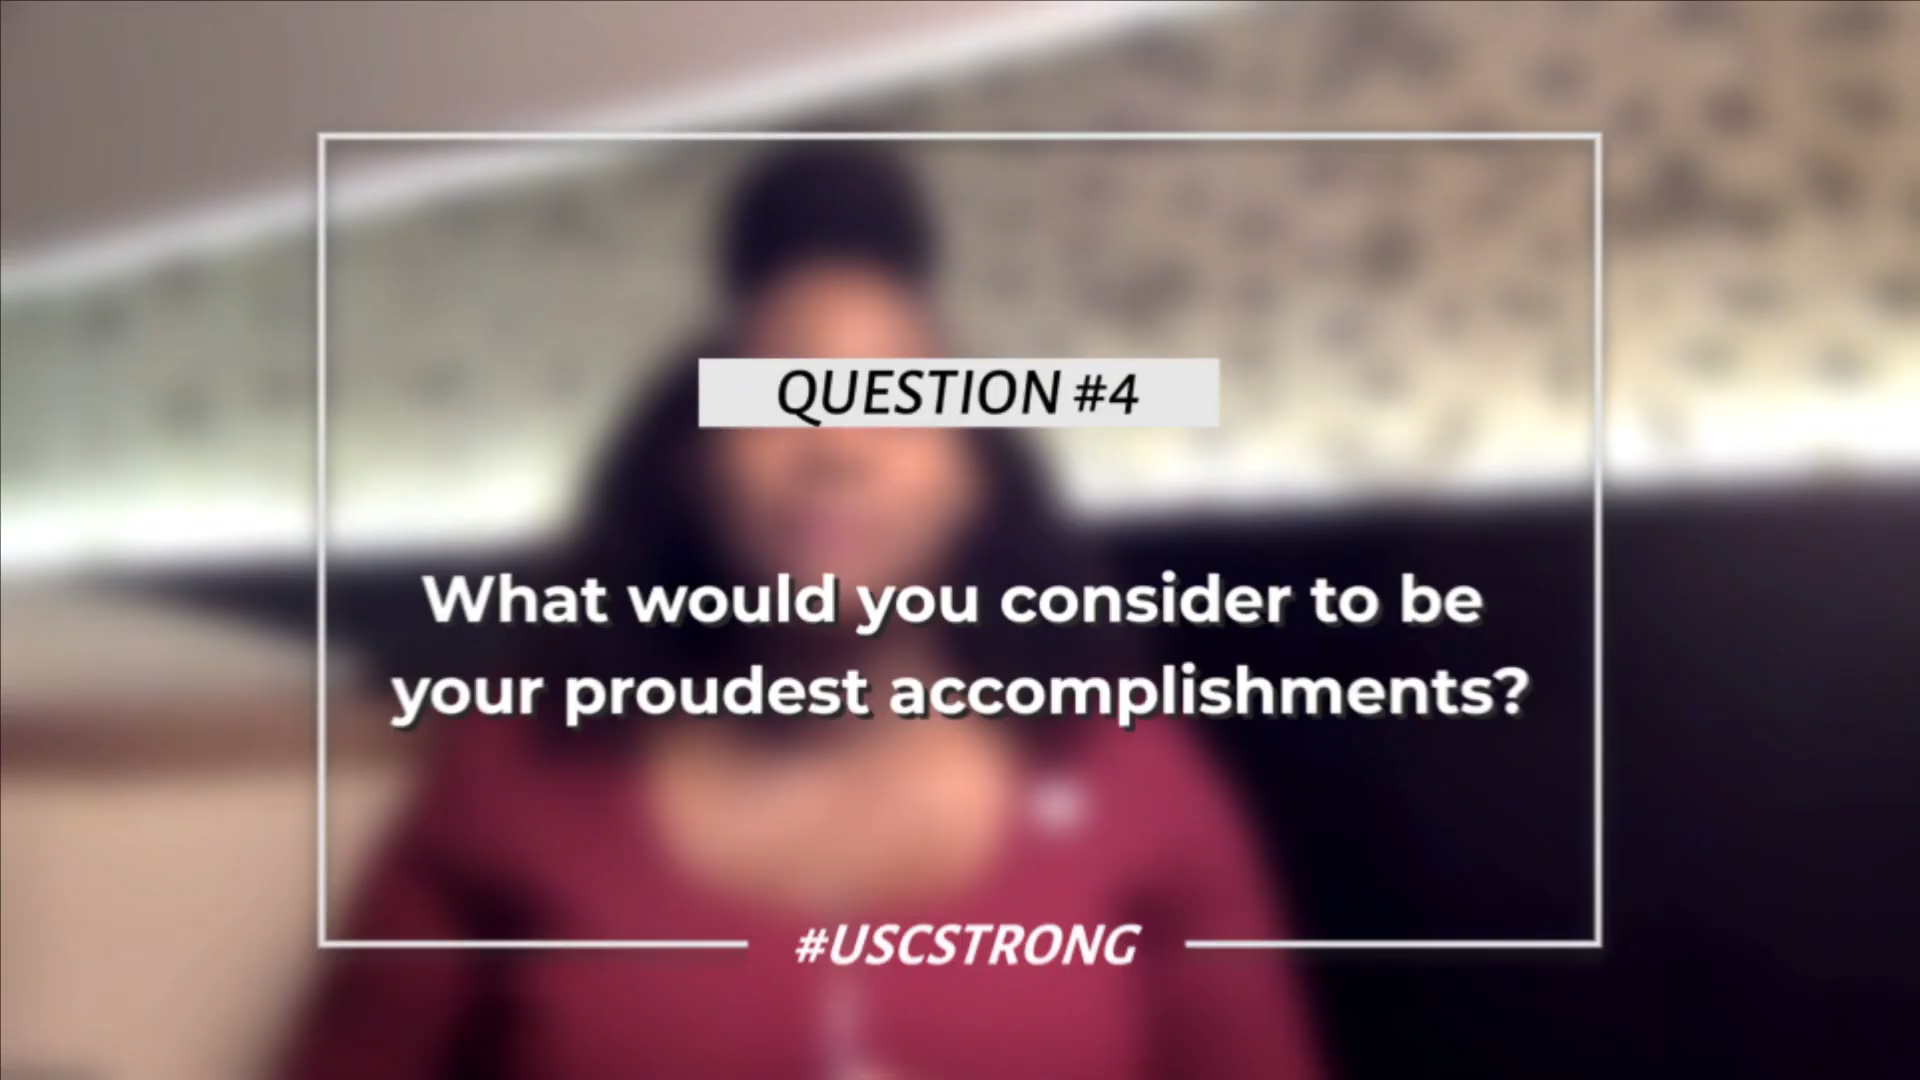 QUESTION #4
What would you consider to be
your proudest accomplishments?
#USCSTRONG